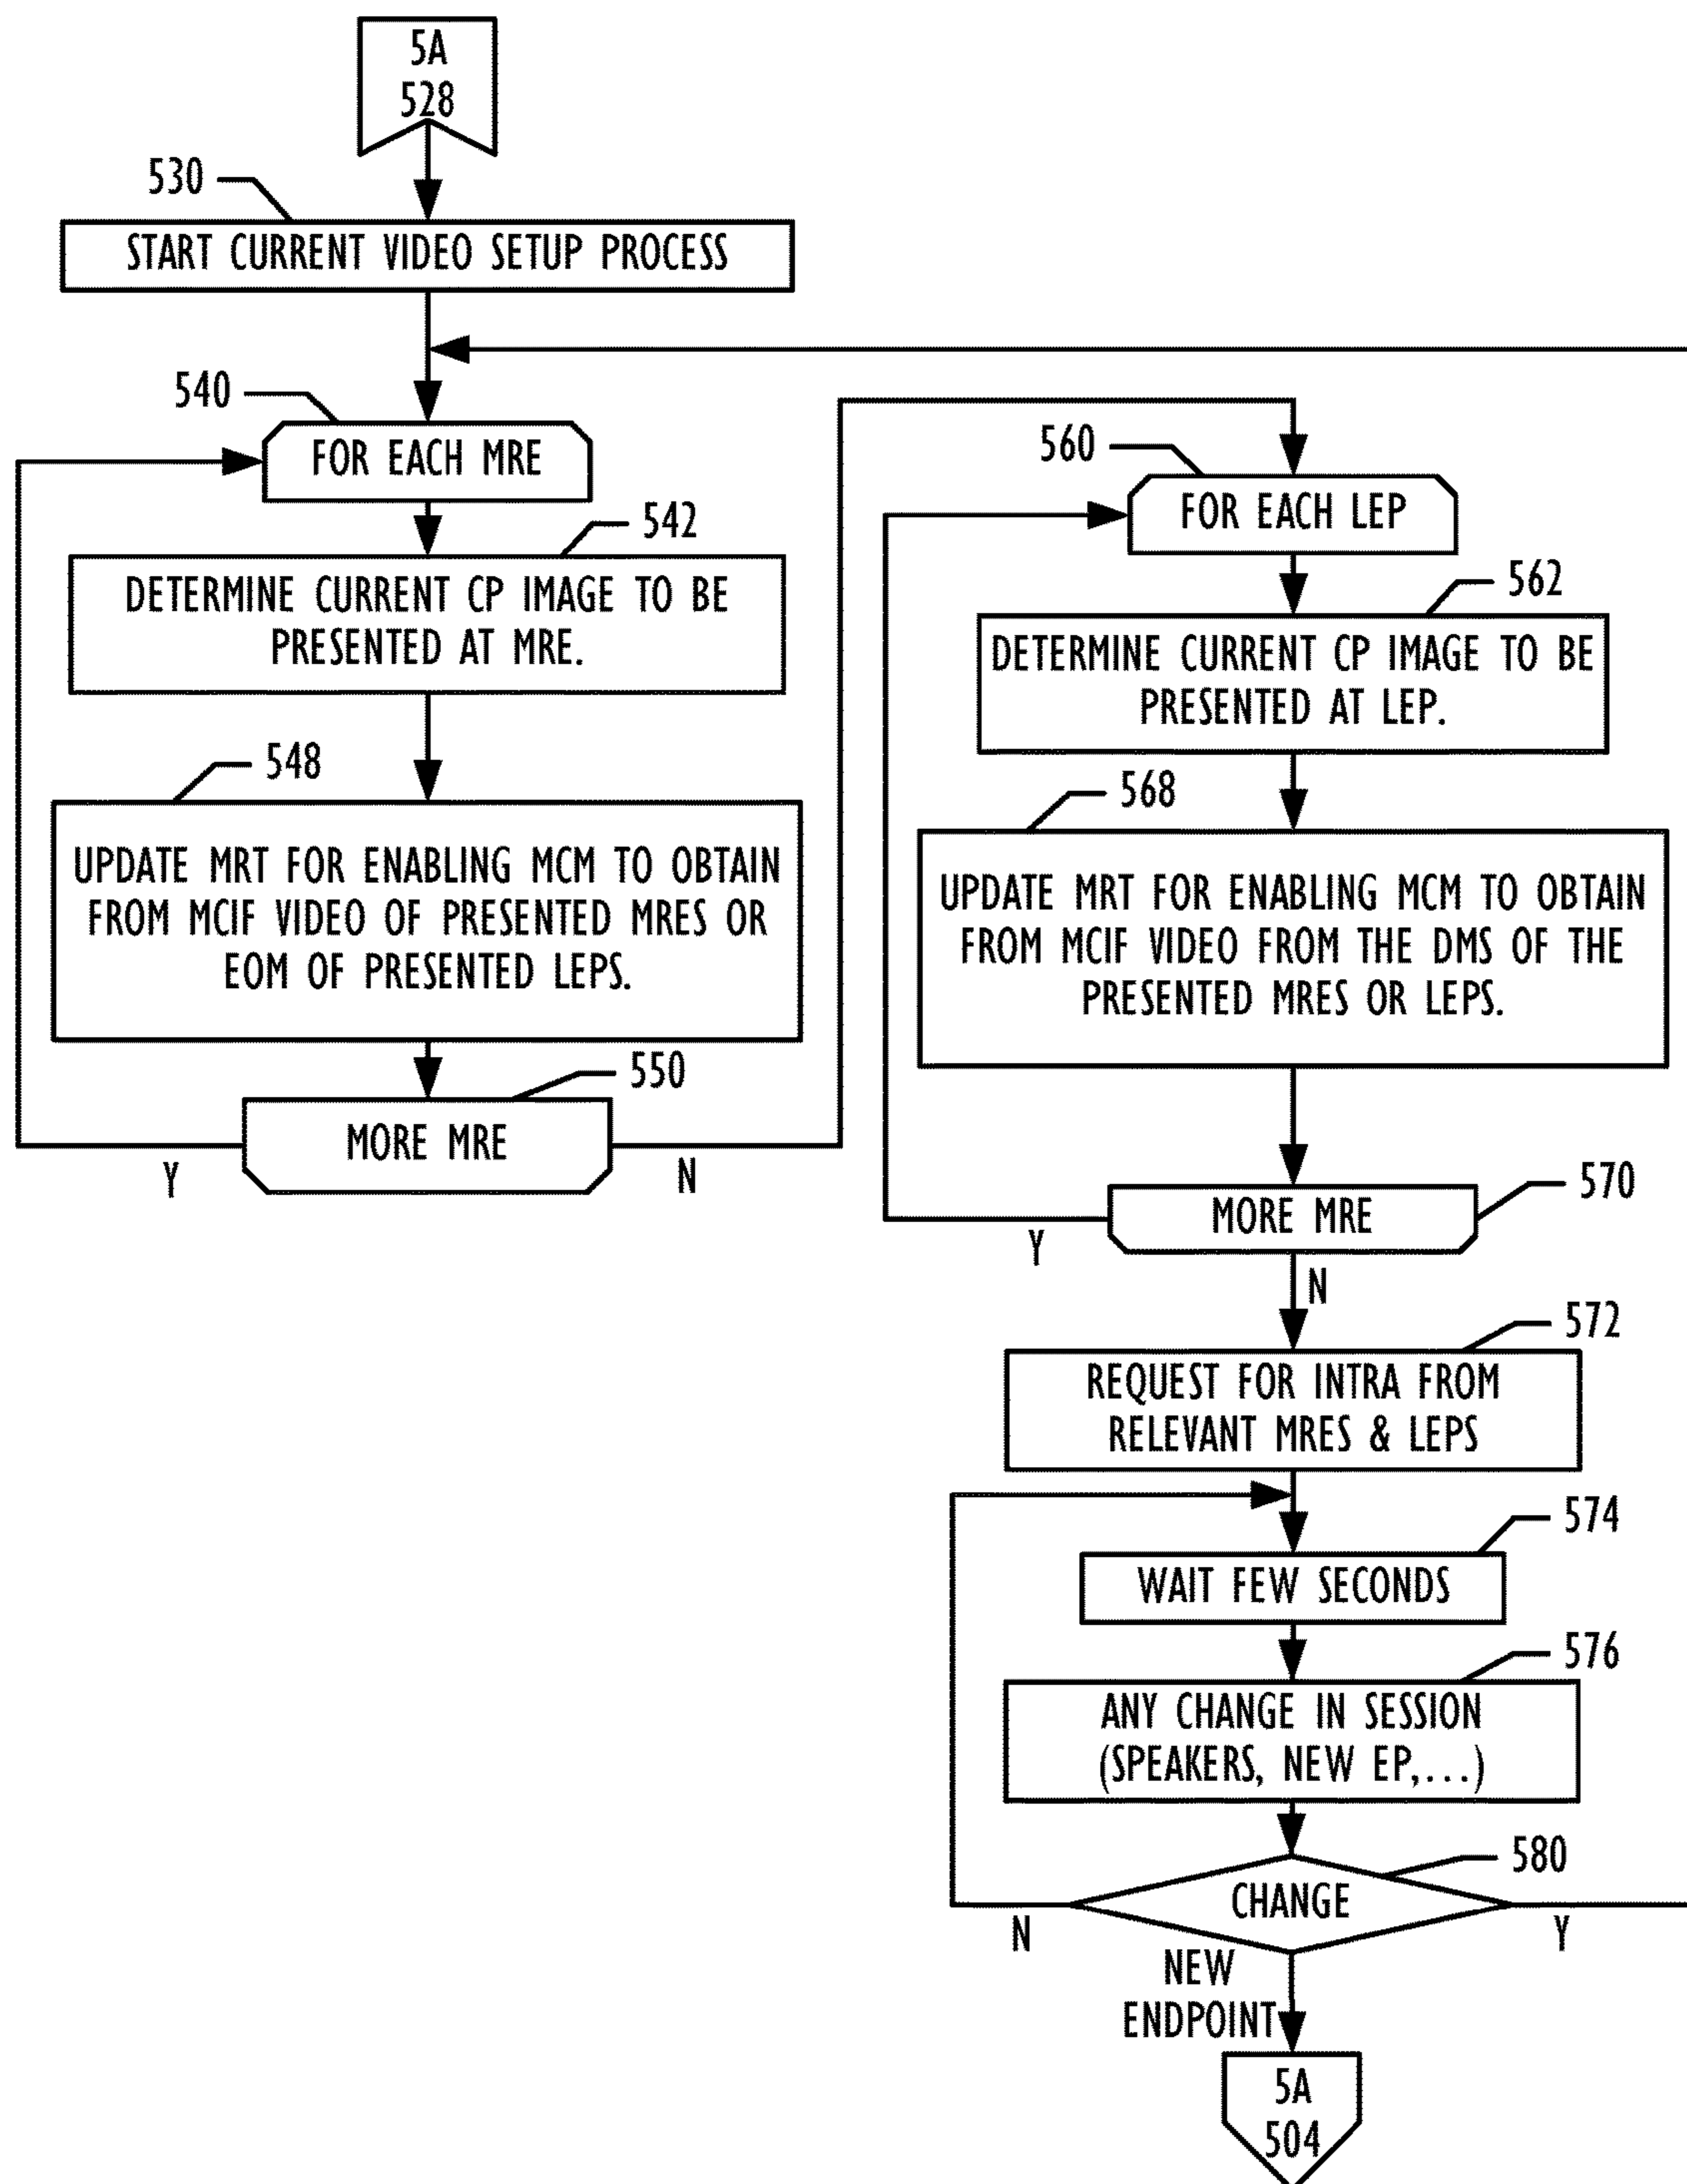 5A
528
530
START CURRENT VIDEO SETUP PROCESS
540
FOR EACH MRE
542
DETERMINE CURRENT CP IMAGE TO BE
PRESENTED AT MRE.
548
UPDATE MRT FOR ENABLING MCM TO OBTAIN
FROM MCIF VIDEO OF PRESENTED MRES OR
EOM OF PRESENTED LEPS.
550
MORE MRE
Y
N
560
FOR EACH LEP
562
DETERMINE CURRENT CP IMAGE TO BE
PRESENTED AT LEP.
568
UPDATE MRT FOR ENABLING MCM TO OBTAIN
FROM MCIF VIDEO FROM THE DMS OF THE
PRESENTED MRES OR LEPS.
570
MORE MRE
Y
N
572
REQUEST FOR INTRA FROM
RELEVANT MRES & LEPS
574
WAIT FEW SECONDS
576
ANY CHANGE IN SESSION
(SPEAKERS, NEW EP,...)
580
CHANGE
N
Y
NEW
ENDPOINT
5A
504